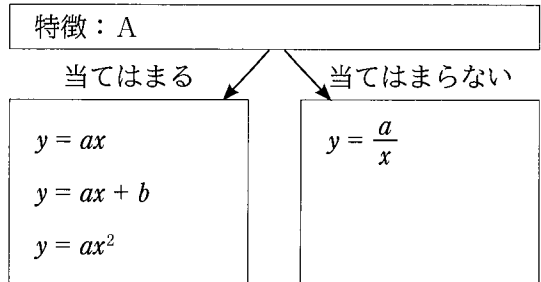 特徴：A
当てはまる
当てはまらない
y = ax
y = ax + b
y = ax²
y = a/x